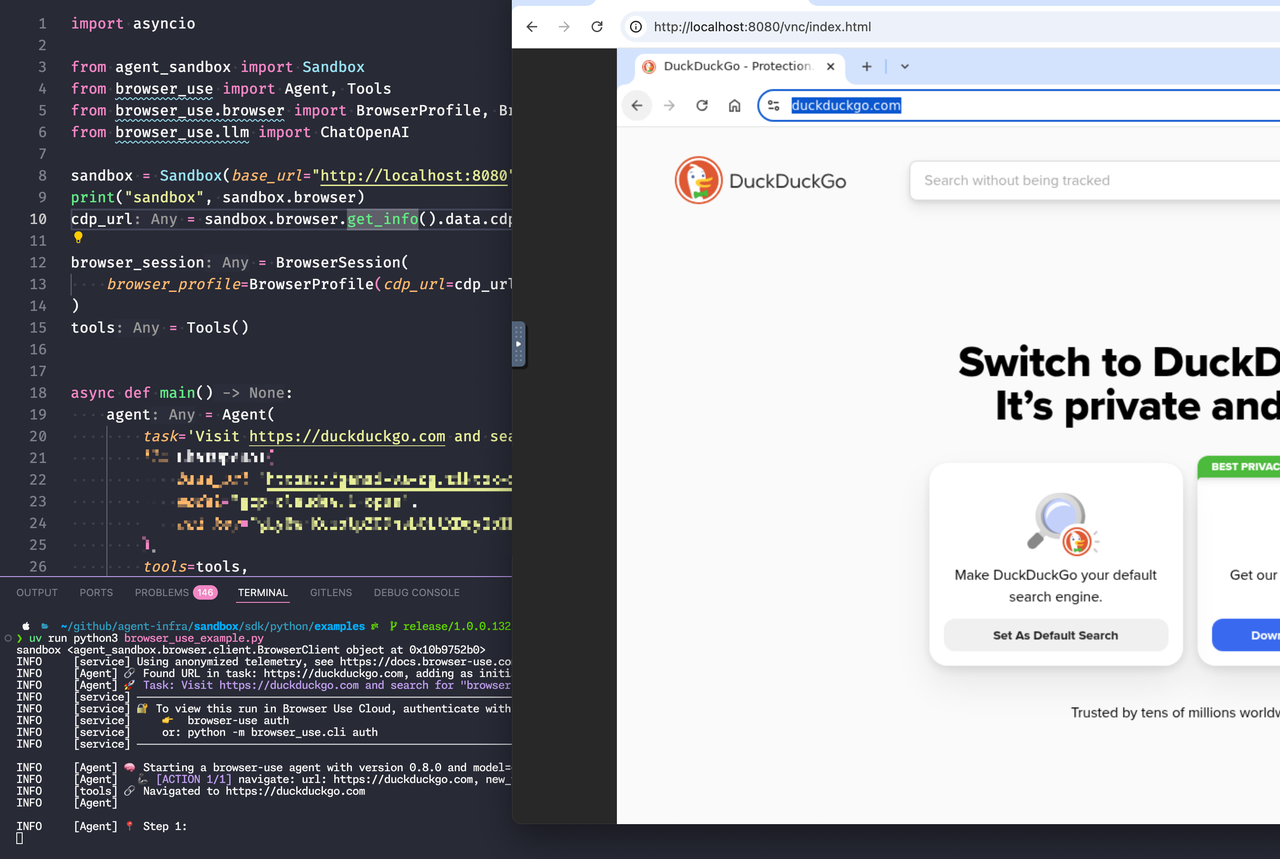 1 import asyncio
2
3 from agent_sandbox import Sandbox
4 from browser_use import Agent, Tools
5 from browser_use.browser import BrowserProfile, Br
6 from browser_use.llm import ChatOpenAI
7
8 sandbox = Sandbox(base_url="http://localhost:8080"
9 print("sandbox", sandbox.browser)
10 cdp_url: Any = sandbox.browser.get_info().data.cdp
11
12 browser_session: Any = BrowserSession(
13 browser_profile=BrowserProfile(cdp_url=cdp_url
14 )
15 tools: Any = Tools()
16
17
18 async def main() -> None:
19 agent: Any = Agent(
20 task='Visit https://duckduckgo.com and sea
21
22
23
24
25
26 tools=tools,
OUTPUT PORTS PROBLEMS 146 TERMINAL GITLENS DEBUG CONSOLE
~/github/agent-infra/sandbox/sdk/python/examples release/1.0.0.132
❯ uv run python3 browser_use_example.py
sandbox <agent_sandbox.browser.client.BrowserClient object at 0x10b9752b0>
INFO [service] Using anonymized telemetry, see https://docs.browser-use.co
INFO [Agent] 🔗 Found URL in task: https://duckduckgo.com, adding as initi
INFO [Agent] 🚀 Task: Visit https://duckduckgo.com and search for "browser
INFO [service]
INFO [service] 🔐 To view this run in Browser Use Cloud, authenticate with
INFO [service] 👉 browser-use auth
INFO [service] or: python -m browser_use.cli auth
INFO [service]
INFO [Agent] 🧠 Starting a browser-use agent with version 0.8.0 and model=
INFO [Agent] 🦾 [ACTION 1/1] navigate: url: https://duckduckgo.com, new_
INFO [tools] 🔗 Navigated to https://duckduckgo.com
INFO [Agent]
INFO [Agent] 📍 Step 1:
http://localhost:8080/vnc/index.html
DuckDuckGo - Protection.
duckduckgo.com
DuckDuckGo
Search without being tracked
Switch to DuckD
It's private and
Make DuckDuckGo your default
search engine.
Set As Default Search
BEST PRIVAC
Get our
Down
Trusted by tens of millions worldw